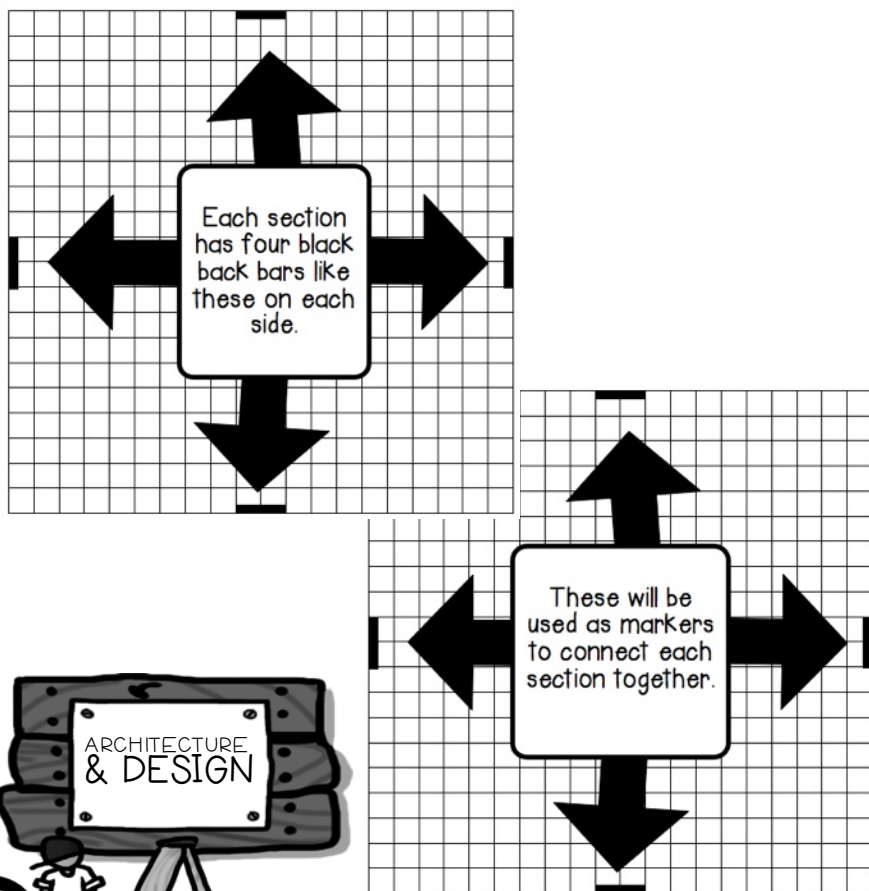 Each section
has four black
back bars like
these on each
side.
These will be
used as markers
to connect each
section together.
ARCHITECTURE
& DESIGN